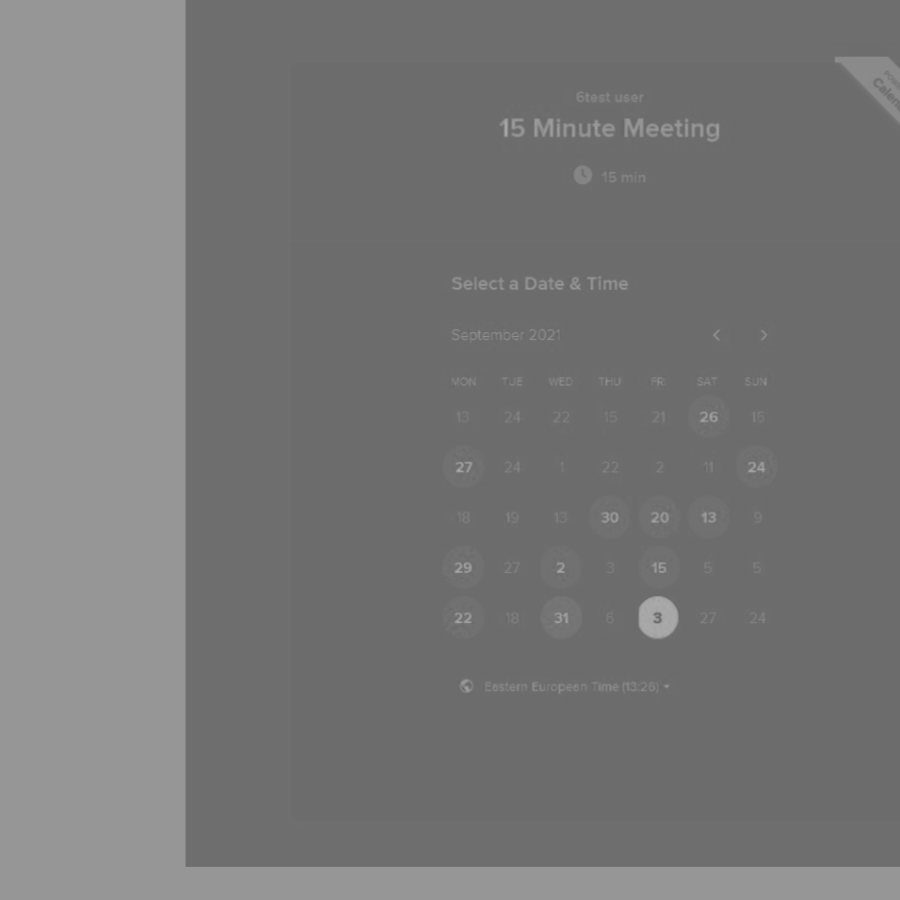 6test user
15 Minute Meeting
15 min
Select a Date & Time
September 2021
MON TUE WED THU FRI SAT SUN
13 24 22 15 21 26 16
27 24 1 22 2 11 24
18 19 13 30 20 13 9
29 27 2 3 15 5 5
22 18 31 6 3 27 24
Eastern European Time (13:26)